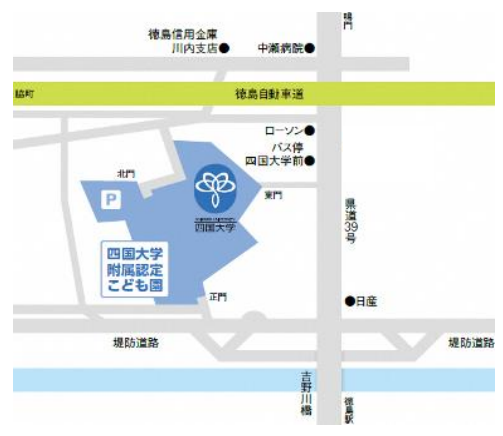 鳴門
徳島信用金庫
川内支店●
中瀬病院●
脇町
徳島自動車道
ローソン●
バス停
四国大学前●
北門
東門
P
四国大学
県道39号
四国大学
附属認定
こども園
正門
●日産
堤防道路
堤防道路
吉野川橋
徳島駅